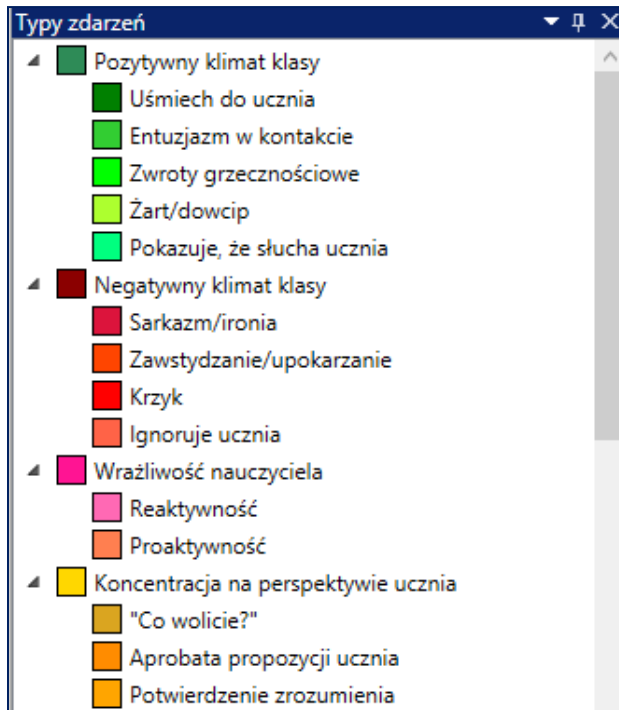 Typy zdarzeń
Pozytywny klimat klasy
Uśmiech do ucznia
Entuzjazm w kontakcie
Zwroty grzecznościowe
Żart/dowcip
Pokazuje, że słucha ucznia
Negatywny klimat klasy
Sarkazm/ironia
Zawstydzanie/upokarzanie
Krzyk
Ignoruje ucznia
Wrażliwość nauczyciela
Reaktywność
Proaktywność
Koncentracja na perspektywie ucznia
"Co wolicie?"
Aprobata propozycji ucznia
Potwierdzenie zrozumienia